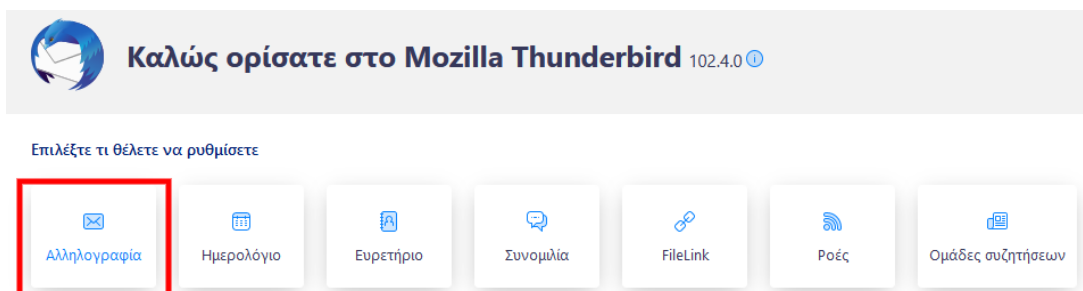 Καλώς ορίσατε στο Mozilla Thunderbird 102.4.0
Επιλέξτε τι θέλετε να ρυθμίσετε
Αλληλογραφία Ημερολόγιο Ευρετήριο Συνομιλία FileLink Ροές Ομάδες συζητήσεων